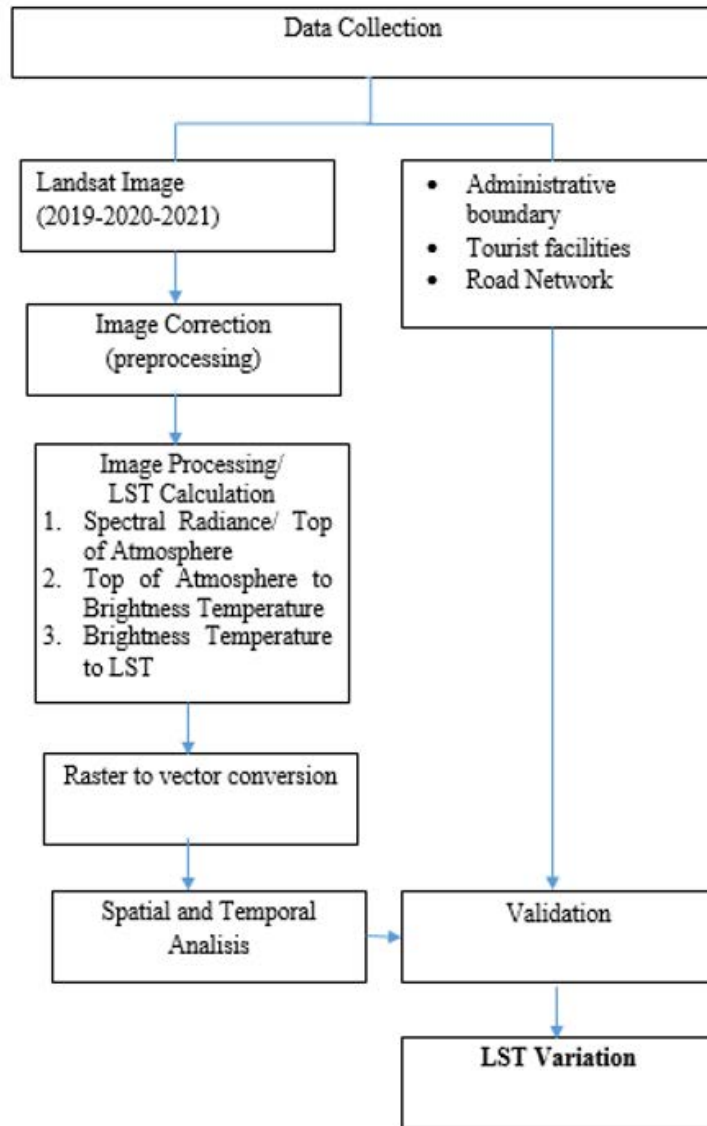 Data Collection
Landsat Image
(2019-2020-2021)
• Administrative
boundary
• Tourist facilities
• Road Network
Image Correction
(preprocessing)
Image Processing/
LST Calculation
1. Spectral Radiance/ Top
of Atmosphere
2. Top of Atmosphere to
Brightness Temperature
3. Brightness Temperature
to LST
Raster to vector conversion
Spatial and Temporal
Analisis
Validation
LST Variation